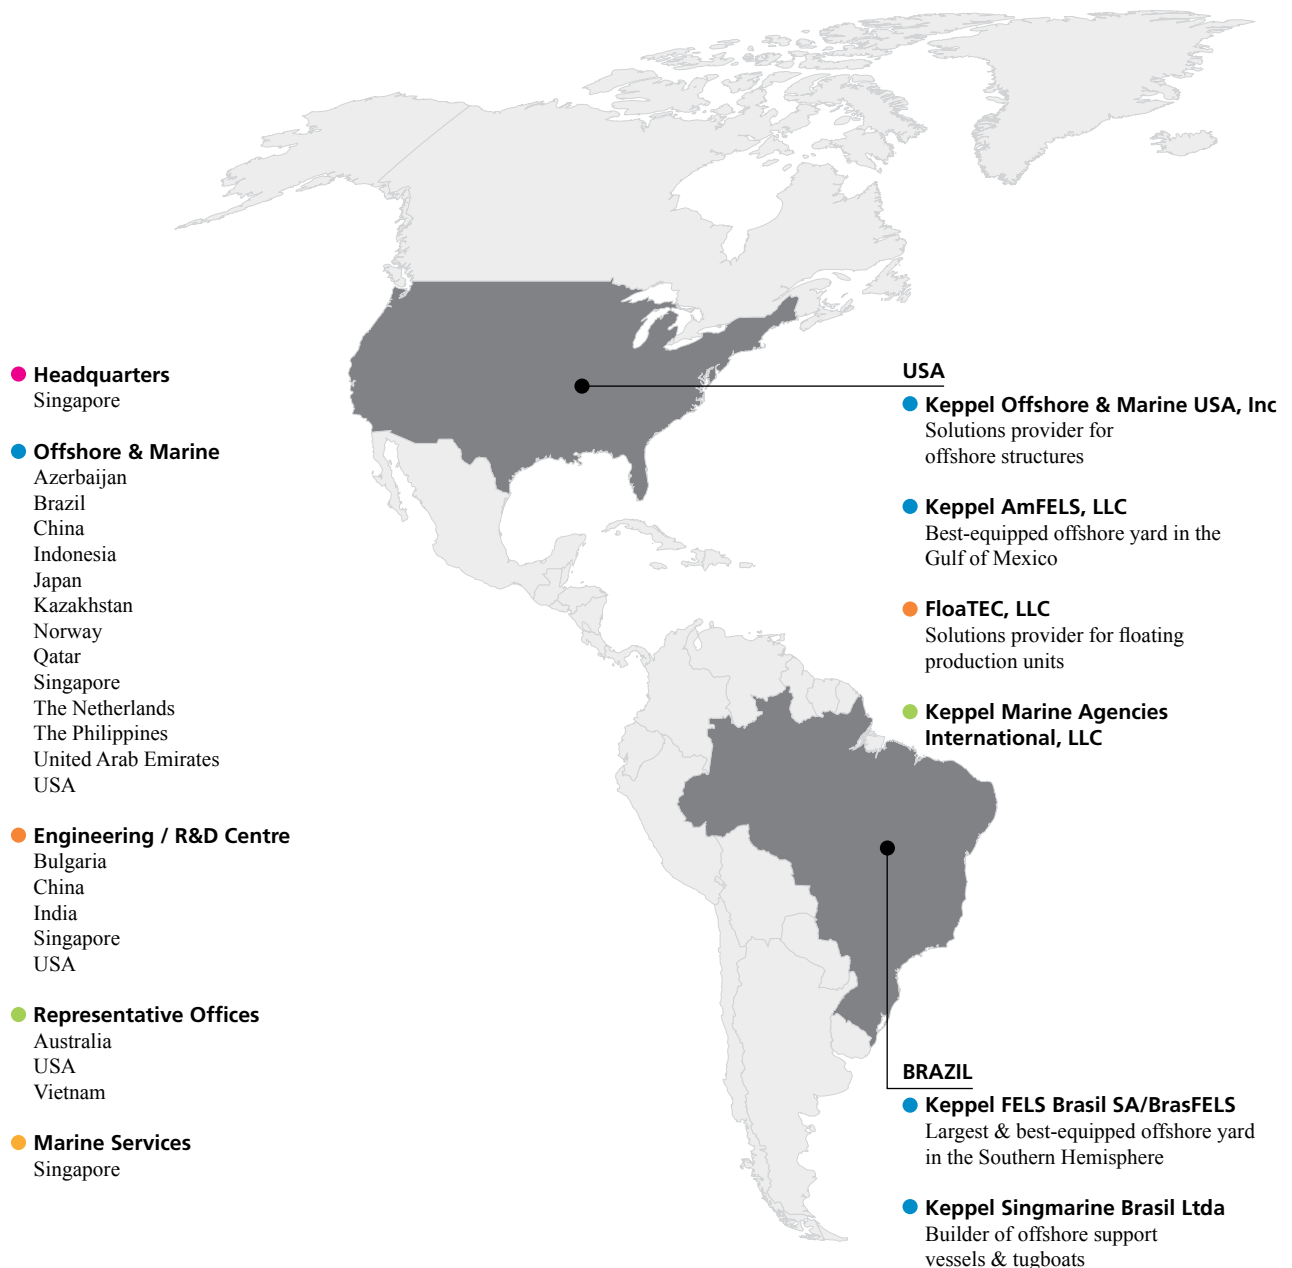 Headquarters
Singapore
Offshore & Marine
Azerbaijan
Brazil
China
Indonesia
Japan
Kazakhstan
Norway
Qatar
Singapore
The Netherlands
The Philippines
United Arab Emirates
USA
Engineering / R&D Centre
Bulgaria
China
India
Singapore
USA
Representative Offices
Australia
USA
Vietnam
Marine Services
Singapore
USA
Keppel Offshore & Marine USA, Inc
Solutions provider for
offshore structures
Keppel AmFELS, LLC
Best-equipped offshore yard in the
Gulf of Mexico
FloaTEC, LLC
Solutions provider for floating
production units
Keppel Marine Agencies
International, LLC
BRAZIL
Keppel FELS Brasil SA/BrasFELS
Largest & best-equipped offshore yard
in the Southern Hemisphere
Keppel Singmarine Brasil Ltda
Builder of offshore support
vessels & tugboats